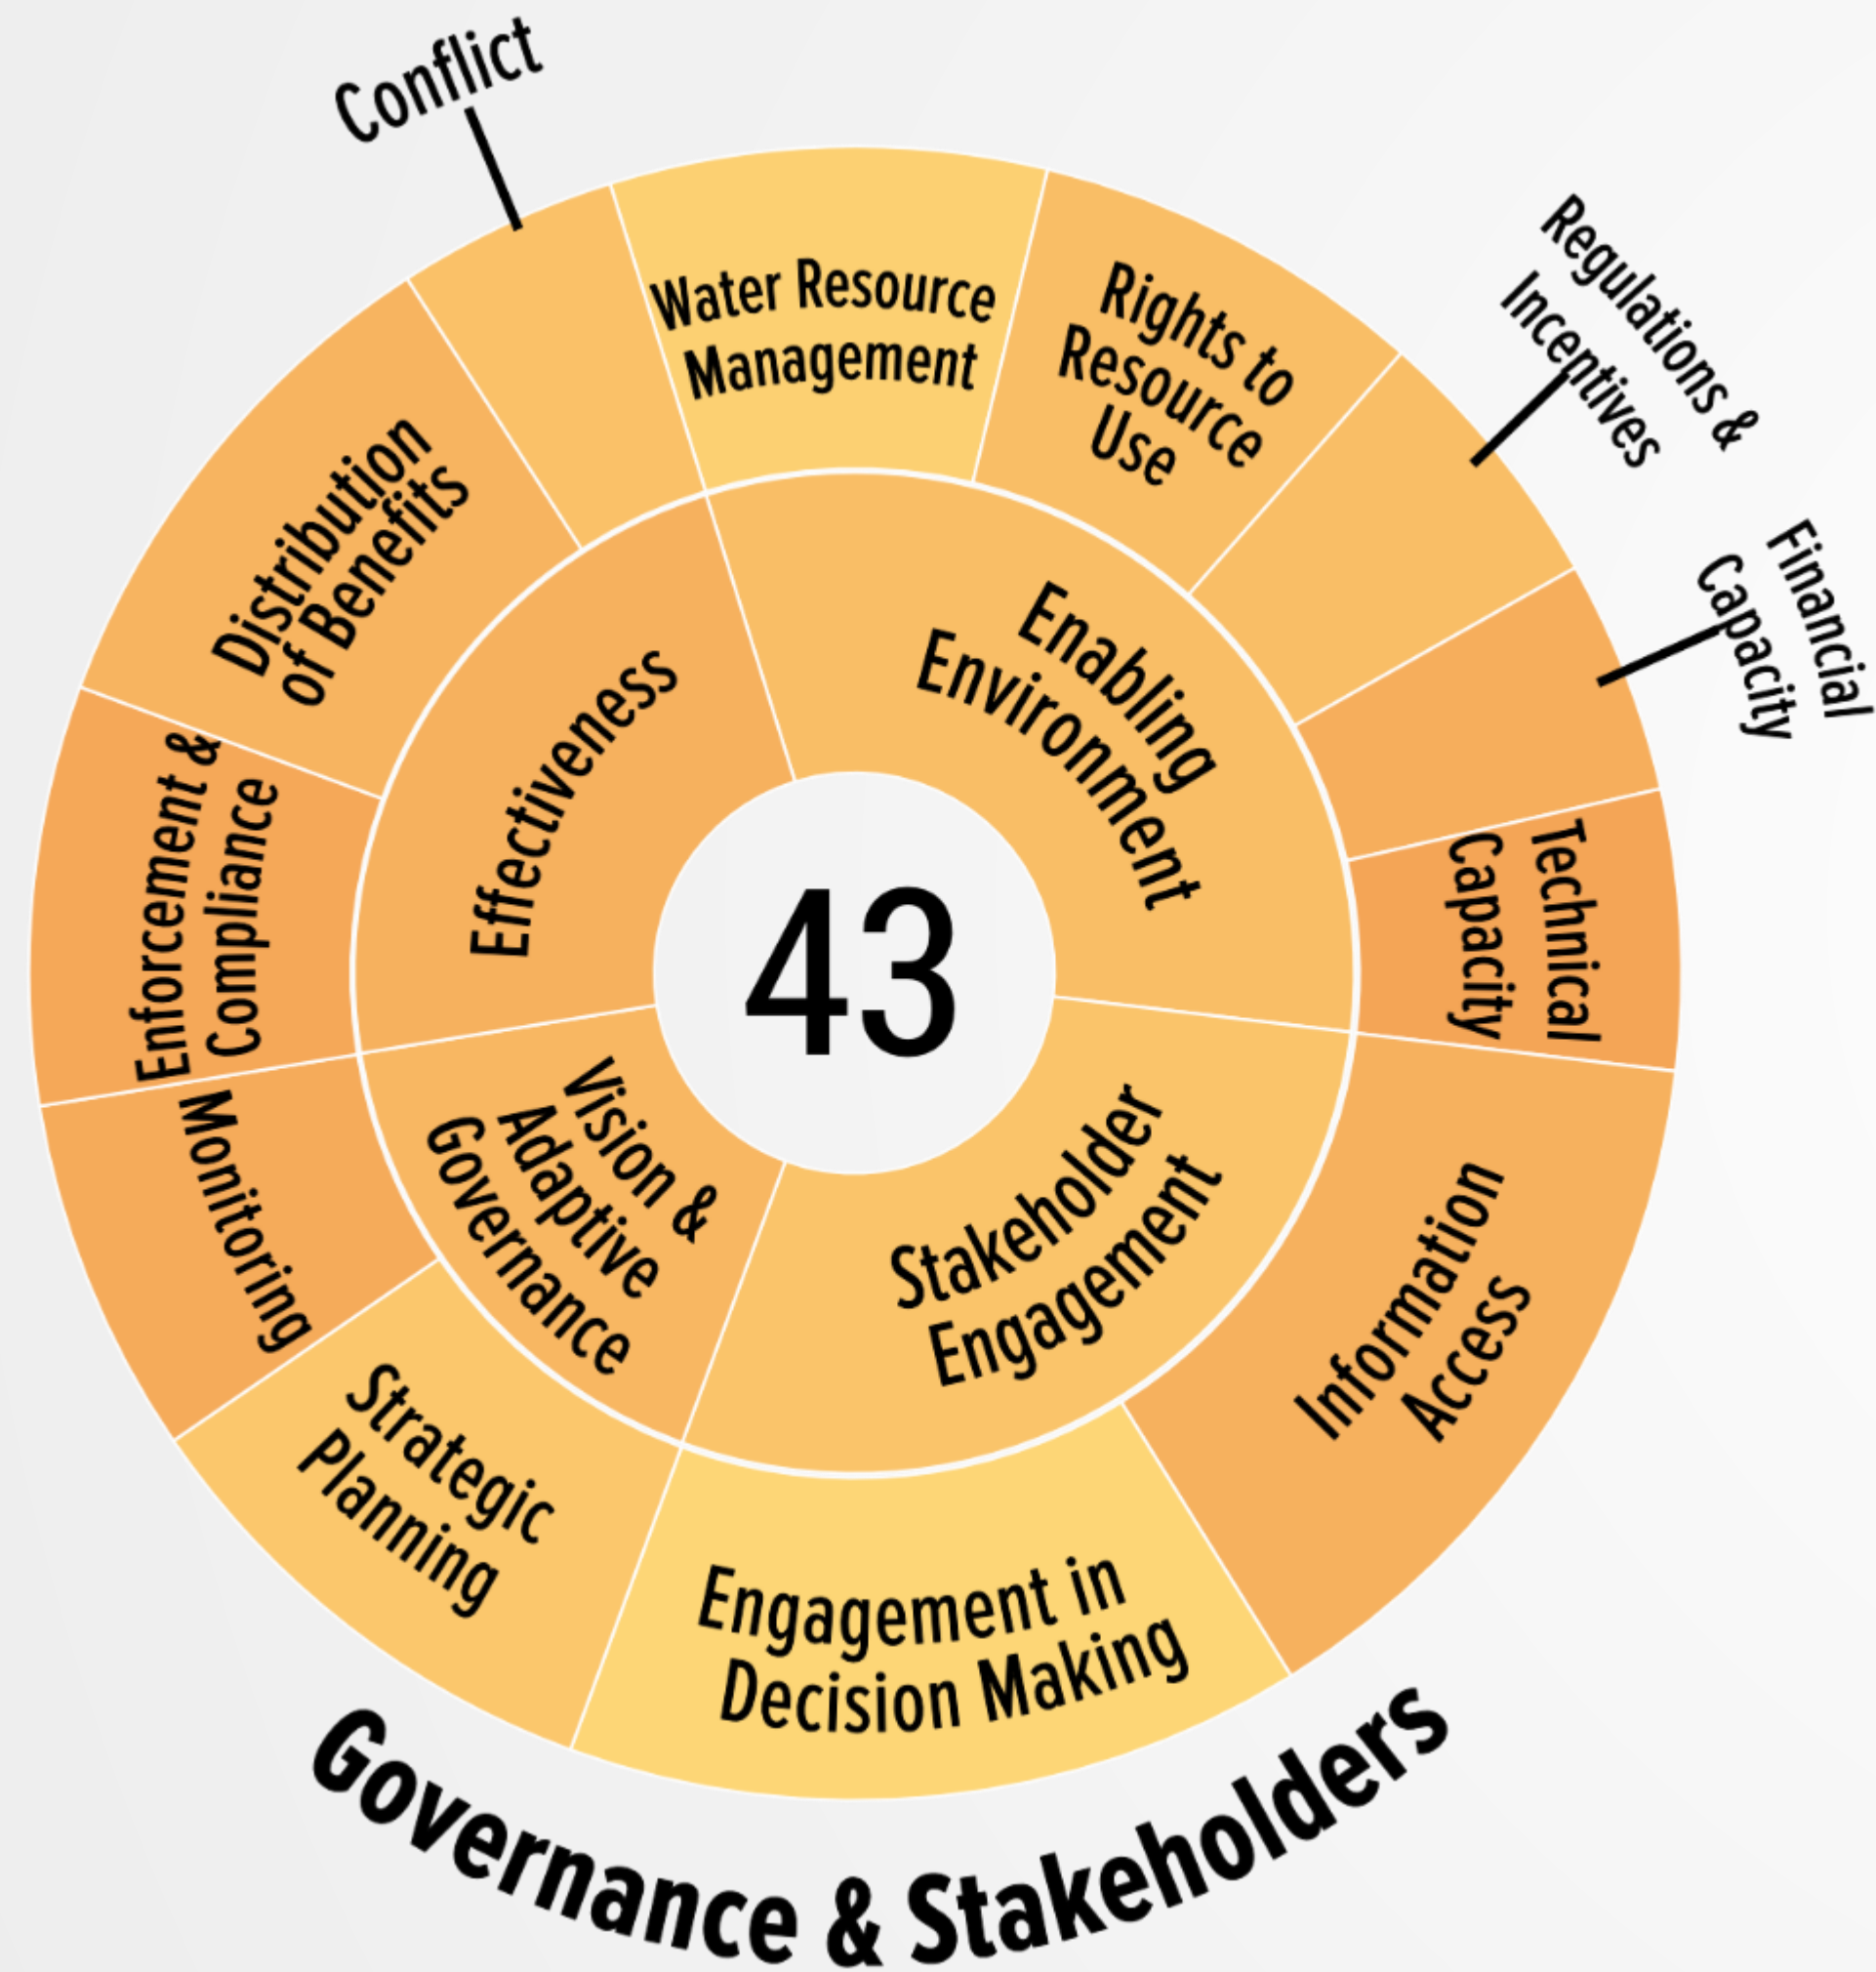 Conflict
Water Resource
Management
Rights to
Resource
Use
Regulations &
Incentives
Financial
Capacity
Technical
Capacity
Information
Access
Engagement in
Decision Making
Strategic
Planning
Monitoring
Enforcement &
Compliance
Distribution
of Benefits
Effectiveness
Enabling
Environment
Stakeholder
Engagement
Vision &
Adaptive
Governance
43
Governance & Stakeholders